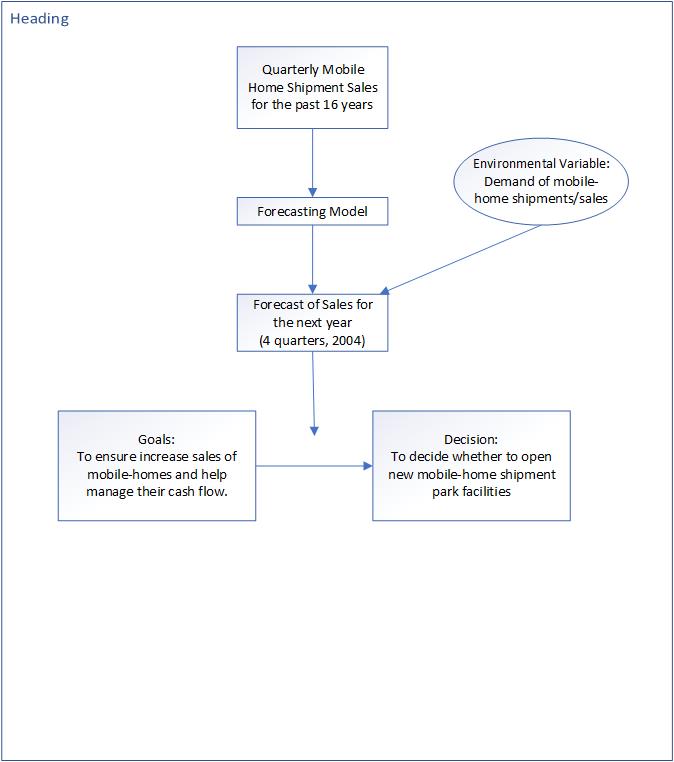 Heading
Quarterly Mobile
Home Shipment Sales
for the past 16 years
Environmental Variable:
Demand of mobile-
home shipments/sales
Forecasting Model
Forecast of Sales for
the next year
(4 quarters, 2004)
Goals:
To ensure increase sales of
mobile-homes and help
manage their cash flow.
Decision:
To decide whether to open
new mobile-home shipment
park facilities